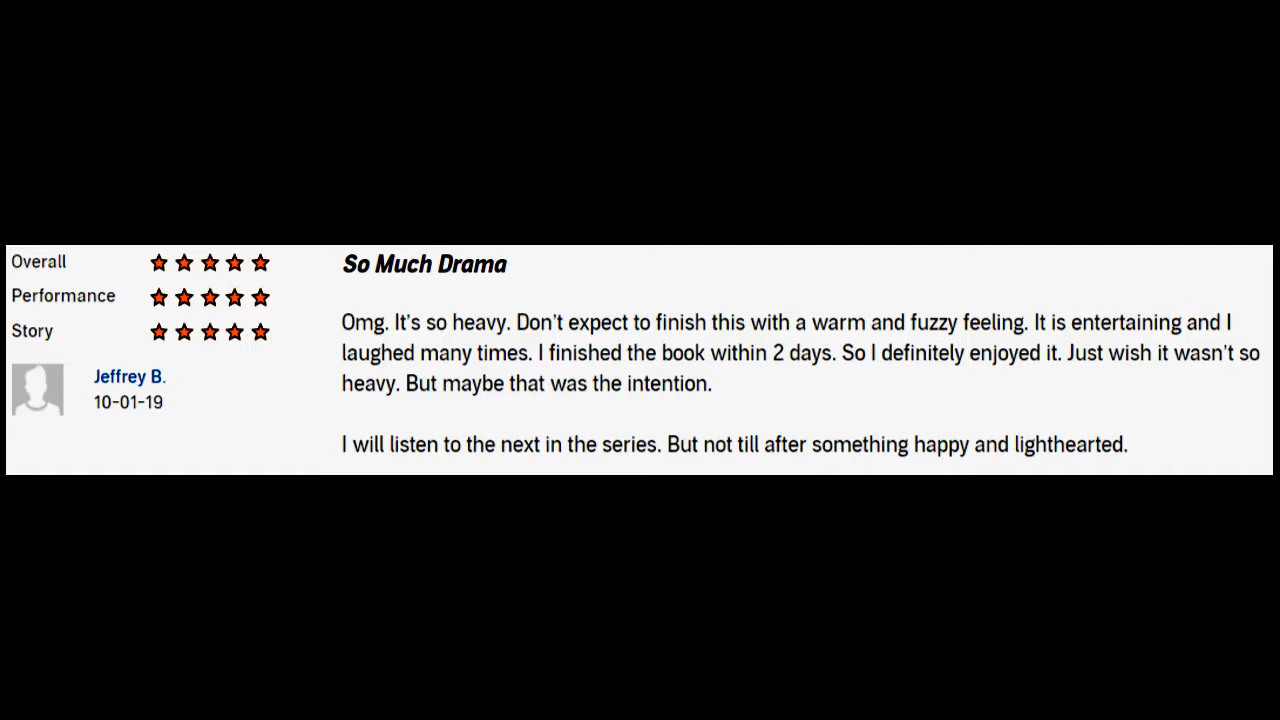 Overall
Performance
Story
Jeffrey B.
10-01-19
So Much Drama
Omg. It's so heavy. Don't expect to finish this with a warm and fuzzy feeling. It is entertaining and I
laughed many times. I finished the book within 2 days. So I definitely enjoyed it. Just wish it wasn't so
heavy. But maybe that was the intention.
I will listen to the next in the series. But not till after something happy and lighthearted.